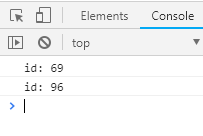 Elements Console
top
id: 69
id: 96